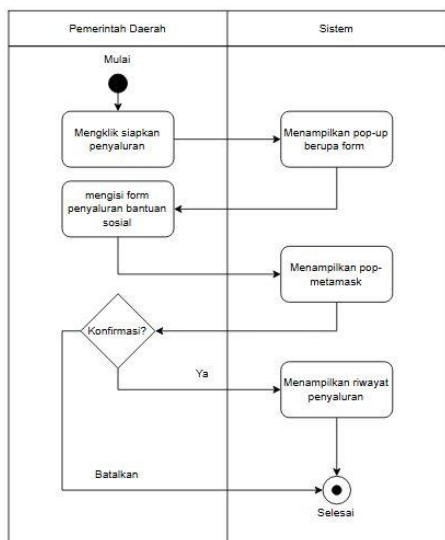 Pemerintah Daerah
Sistem
Mulai
Mengklik siapkan
penyaluran
Menampilkan pop-up
berupa form
mengisi form
penyaluran bantuan
sosial
Menampilkan pop-
metamask
Konfirmasi?
Ya
Menampilkan riwayat
penyaluran
Batalkan
Selesai